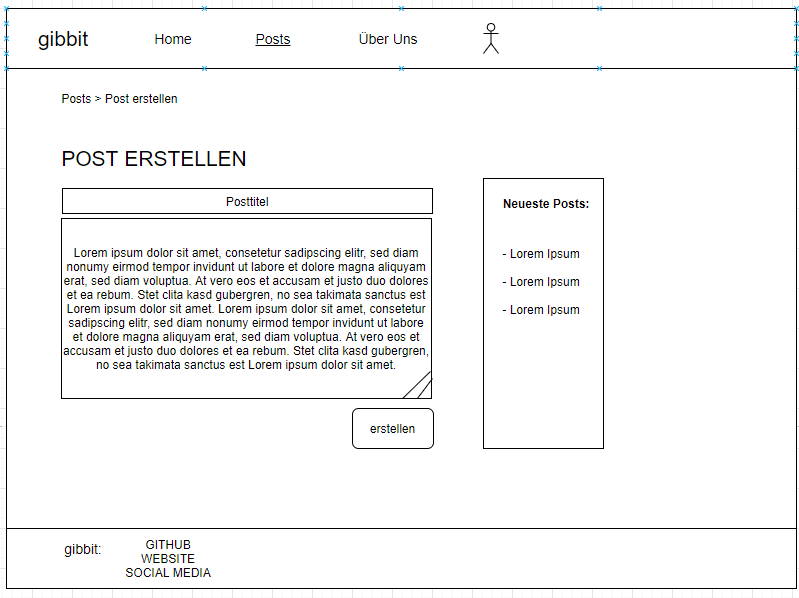 gibbit Home Posts Über Uns
Posts > Post erstellen
POST ERSTELLEN
Posttitel
Lorem ipsum dolor sit amet, consetetur sadipscing elitr, sed diam
nonumy eirmod tempor invidunt ut labore et dolore magna aliquyam
erat, sed diam voluptua. At vero eos et accusam et justo duo dolores
et ea rebum. Stet clita kasd gubergren, no sea takimata sanctus est
Lorem ipsum dolor sit amet. Lorem ipsum dolor sit amet, consetetur
sadipscing elitr, sed diam nonumy eirmod tempor invidunt ut labore
et dolore magna aliquyam erat, sed diam voluptua. At vero eos et
accusam et justo duo dolores et ea rebum. Stet clita kasd gubergren,
no sea takimata sanctus est Lorem ipsum dolor sit amet.
erstellen
Neueste Posts:
- Lorem Ipsum
- Lorem Ipsum
- Lorem Ipsum
gibbit:
GITHUB
WEBSITE
SOCIAL MEDIA